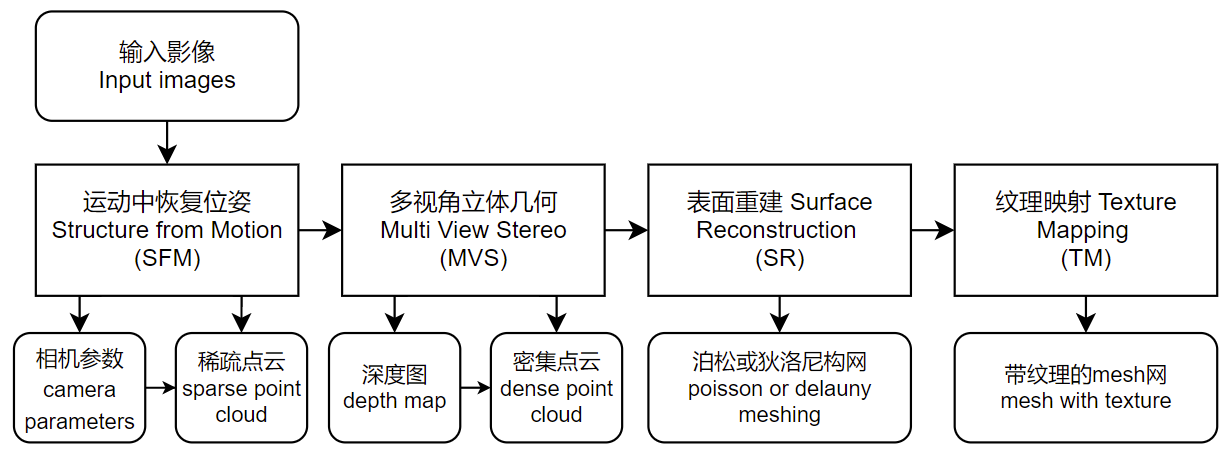 输入影像
Input images
运动中恢复位姿
Structure from Motion
(SFM)
多视角立体几何
Multi View Stereo
(MVS)
表面重建 Surface
Reconstruction
(SR)
纹理映射 Texture
Mapping
(TM)
相机参数
camera
parameters
稀疏点云
sparse point
cloud
深度图
depth map
密集点云
dense point
cloud
泊松或狄洛尼构网
poisson or delauny
meshing
带纹理的mesh网
mesh with texture